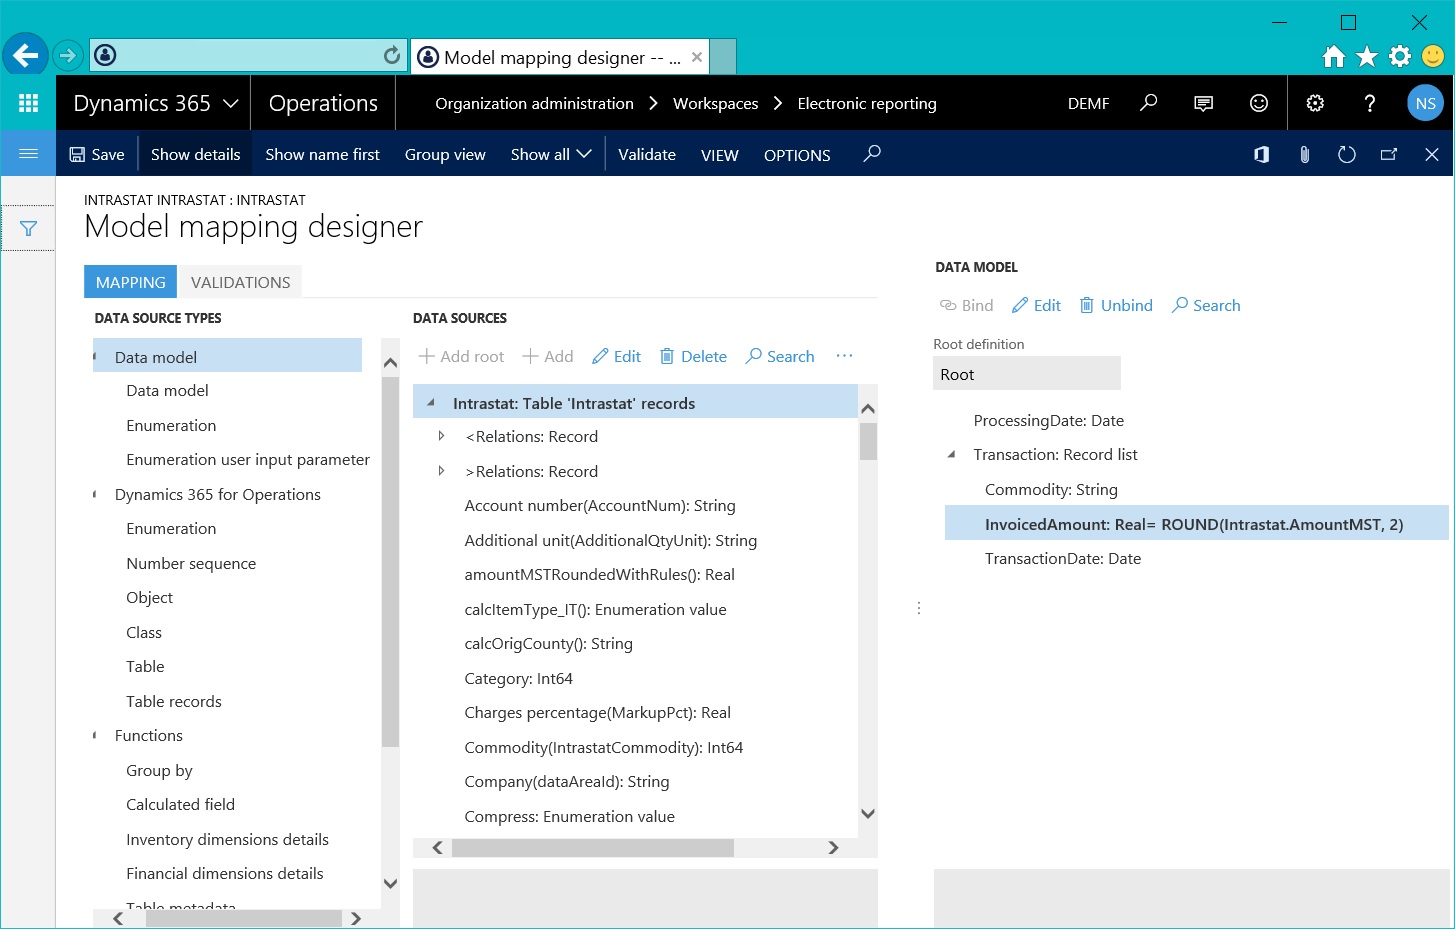 Model mapping designer -- ...
Dynamics 365
Operations
Organization administration
Workspaces
Electronic reporting
DEMF
NS
Save
Show details
Show name first
Group view
Show all
Validate
VIEW
OPTIONS
INTRASTAT INTRASTAT : INTRASTAT
Model mapping designer
MAPPING
VALIDATIONS
DATA SOURCE TYPES
Data model
Data model
Enumeration
Enumeration user input parameter
Dynamics 365 for Operations
Enumeration
Number sequence
Object
Class
Table
Table records
Functions
Group by
Calculated field
Inventory dimensions details
Financial dimensions details
Table metadata
DATA SOURCES
Add root
Add
Edit
Delete
Search
...
Intrastat: Table 'Intrastat' records
<Relations: Record
>Relations: Record
Account number(AccountNum): String
Additional unit(AdditionalQtyUnit): String
amountMSTRoundedWithRules(): Real
calcItemType_IT(): Enumeration value
calcOrigCounty(): String
Category: Int64
Charges percentage(MarkupPct): Real
Commodity(IntrastatCommodity): Int64
Company(dataAreaId): String
Compress: Enumeration value
DATA MODEL
Bind
Edit
Unbind
Search
Root definition
Root
ProcessingDate: Date
Transaction: Record list
Commodity: String
InvoicedAmount: Real= ROUND(Intrastat.AmountMST, 2)
TransactionDate: Date